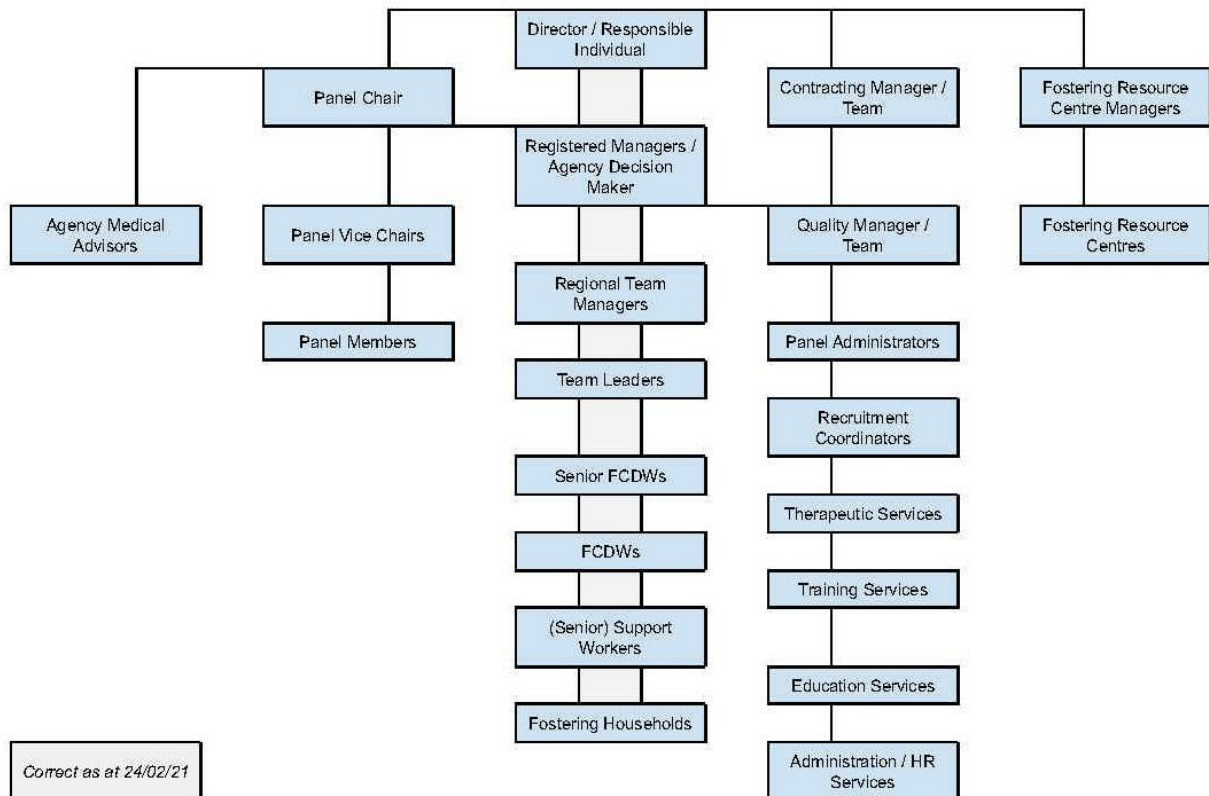 Director / Responsible
Individual
Panel Chair
Contracting Manager /
Team
Fostering Resource
Centre Managers
Registered Managers /
Agency Decision
Maker
Agency Medical
Advisors
Panel Vice Chairs
Quality Manager /
Team
Fostering Resource
Centres
Regional Team
Managers
Panel Members
Panel Administrators
Team Leaders
Recruitment
Coordinators
Senior FCDWs
Therapeutic Services
FCDWs
Training Services
(Senior) Support
Workers
Education Services
Fostering Households
Correct as at 24/02/21
Administration / HR
Services